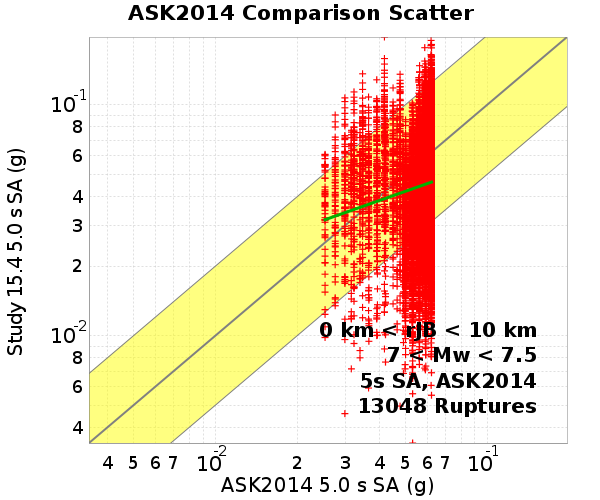 ASK2014 Comparison Scatter
Study 15.4 5.0 s SA (g)
10-1
8
6
4
3
2
10-2
8
6
4
0 km < rJB < 10 km
7 < Mw < 7.5
5s SA, ASK2014
13048 Ruptures
4 5 6 7 10-2 2 3 4 5 6 7 10-1
ASK2014 5.0 s SA (g)